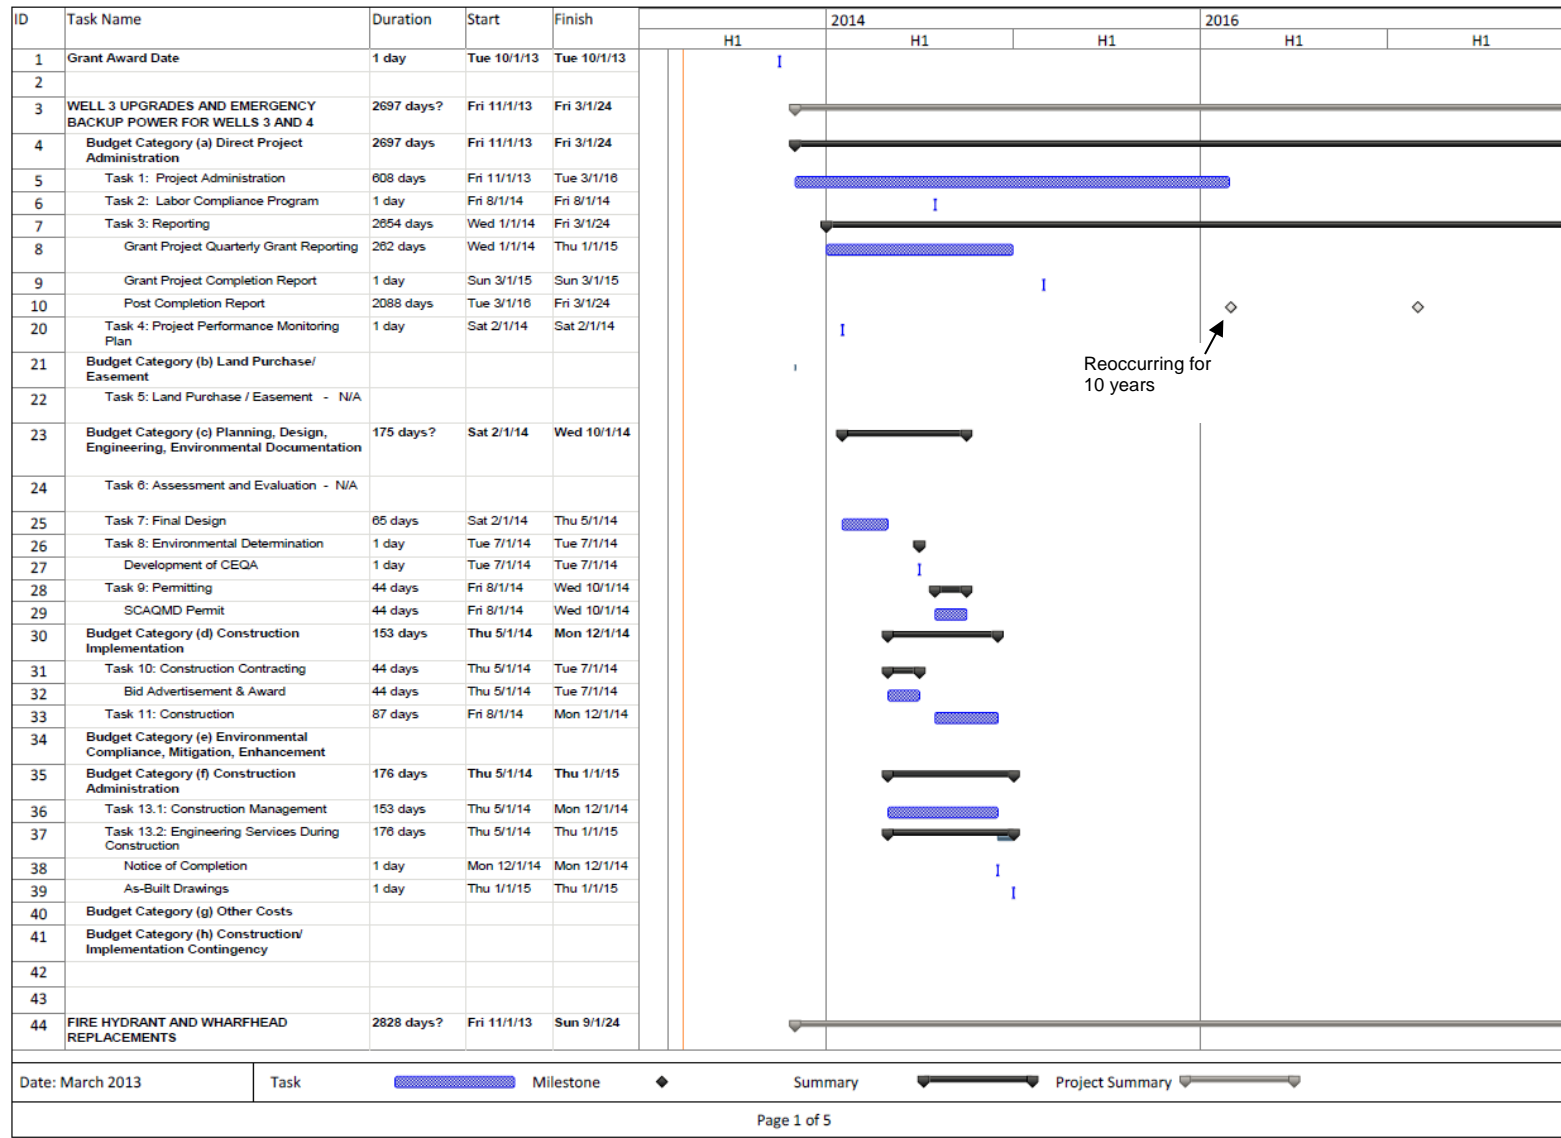 ID Task Name Duration Start Finish 2014 2016
H1 H1 H1 H1 H1
1 Grant Award Date 1 day Tue 10/1/13 Tue 10/1/13
2
3 WELL 3 UPGRADES AND EMERGENCY 2697 days? Fri 11/1/13 Fri 3/1/24
BACKUP POWER FOR WELLS 3 AND 4
4 Budget Category (a) Direct Project 2697 days Fri 11/1/13 Fri 3/1/24
Administration
5 Task 1: Project Administration 608 days Fri 11/1/13 Tue 3/1/16
6 Task 2: Labor Compliance Program 1 day Fri 8/1/14 Fri 8/1/14
7 Task 3: Reporting 2654 days Wed 1/1/14 Fri 3/1/24
8 Grant Project Quarterly Grant Reporting 262 days Wed 1/1/14 Thu 1/1/15
9 Grant Project Completion Report 1 day Sun 3/1/15 Sun 3/1/15
10 Post Completion Report 2088 days Tue 3/1/16 Fri 3/1/24
20 Task 4: Project Performance Monitoring 1 day Sat 2/1/14 Sat 2/1/14
Plan
Reoccurring for
10 years
21 Budget Category (b) Land Purchase/
Easement
22 Task 5: Land Purchase / Easement - N/A
23 Budget Category (c) Planning, Design, 175 days? Sat 2/1/14 Wed 10/1/14
Engineering, Environmental Documentation
24 Task 6: Assessment and Evaluation - N/A
25 Task 7: Final Design 65 days Sat 2/1/14 Thu 5/1/14
26 Task 8: Environmental Determination 1 day Tue 7/1/14 Tue 7/1/14
27 Development of CEQA 1 day Tue 7/1/14 Tue 7/1/14
28 Task 9: Permitting 44 days Fri 8/1/14 Wed 10/1/14
29 SCAQMD Permit 44 days Fri 8/1/14 Wed 10/1/14
30 Budget Category (d) Construction 153 days Thu 5/1/14 Mon 12/1/14
Implementation
31 Task 10: Construction Contracting 44 days Thu 5/1/14 Tue 7/1/14
32 Bid Advertisement & Award 44 days Thu 5/1/14 Tue 7/1/14
33 Task 11: Construction 87 days Fri 8/1/14 Mon 12/1/14
34 Budget Category (e) Environmental
Compliance, Mitigation, Enhancement
35 Budget Category (f) Construction 176 days Thu 5/1/14 Thu 1/1/15
Administration
36 Task 13.1: Construction Management 153 days Thu 5/1/14 Mon 12/1/14
37 Task 13.2: Engineering Services During 176 days Thu 5/1/14 Thu 1/1/15
Construction
38 Notice of Completion 1 day Mon 12/1/14 Mon 12/1/14
39 As-Built Drawings 1 day Thu 1/1/15 Thu 1/1/15
40 Budget Category (g) Other Costs
41 Budget Category (h) Construction/
Implementation Contingency
42
43
44 FIRE HYDRANT AND WHARFHEAD 2828 days? Fri 11/1/13 Sun 9/1/24
REPLACEMENTS
Date: March 2013 Task Milestone Summary Project Summary
Page 1 of 5